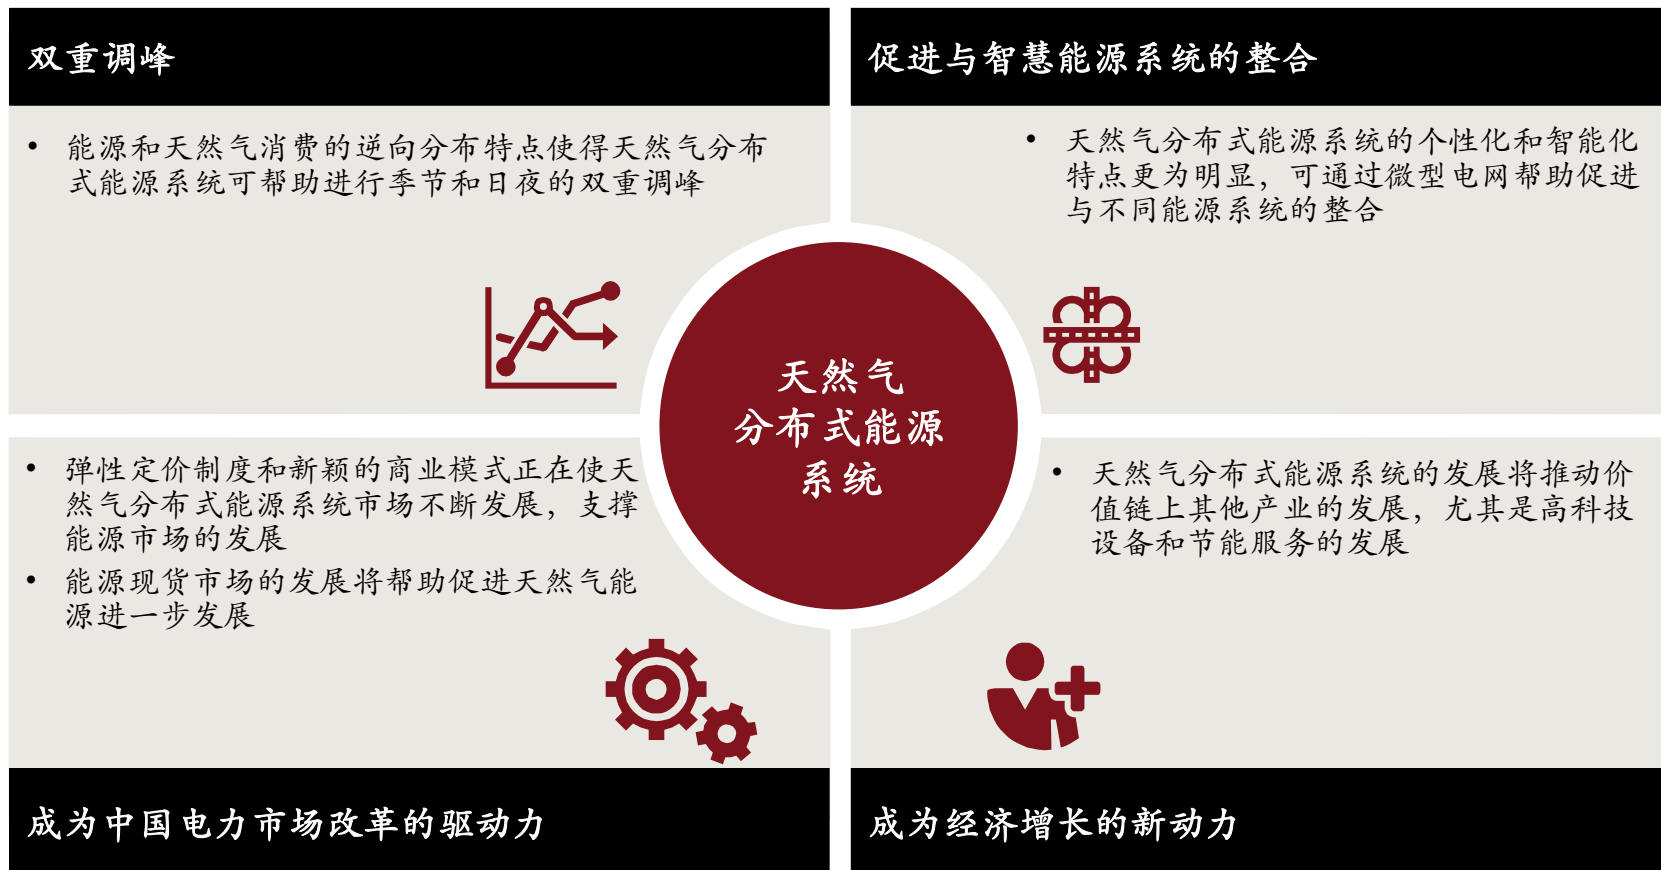 双重调峰
• 能源和天然气消费的逆向分布特点使得天然气分布
式能源系统可帮助进行季节和日夜的双重调峰
促进与智慧能源系统的整合
• 天然气分布式能源系统的个性化和智能化
特点更为明显，可通过微型电网帮助促进
与不同能源系统的整合
天然气
分布式能源
系统
• 弹性定价制度和新颖的商业模式正在使天
然气分布式能源系统市场不断发展，支撑
能源市场的发展
• 能源现货市场的发展将帮助促进天然气能
源进一步发展
成为中国电力市场改革的驱动力
• 天然气分布式能源系统的发展将推动价
值链上其他产业的发展，尤其是高科技
设备和节能服务的发展
成为经济增长的新动力